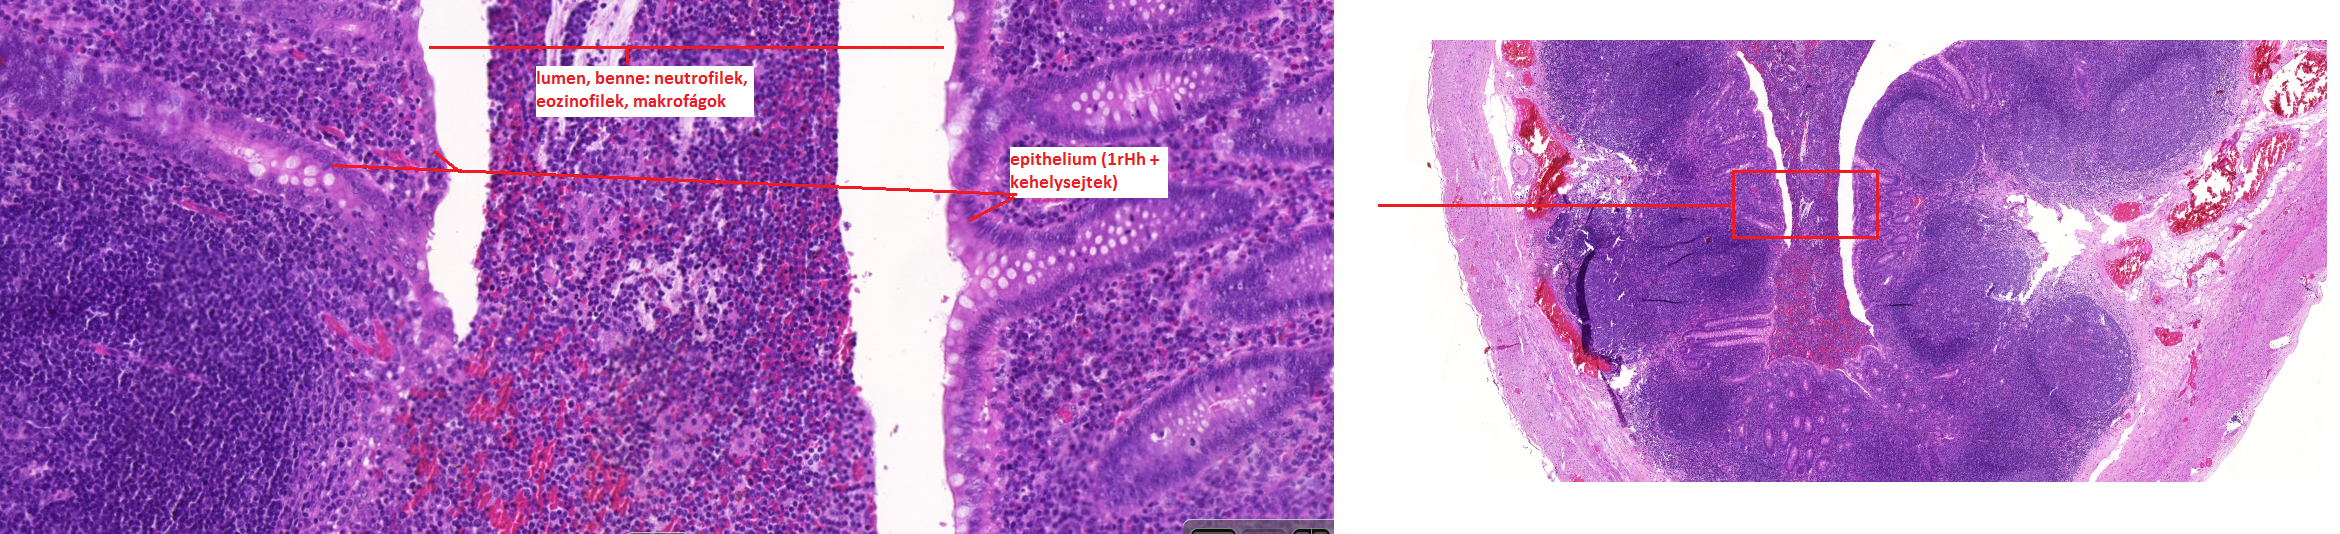 lumen, benne: neutrofilek,
eozinofilek, makrofágok
epithelium (1rHh +
kehelysejtek)